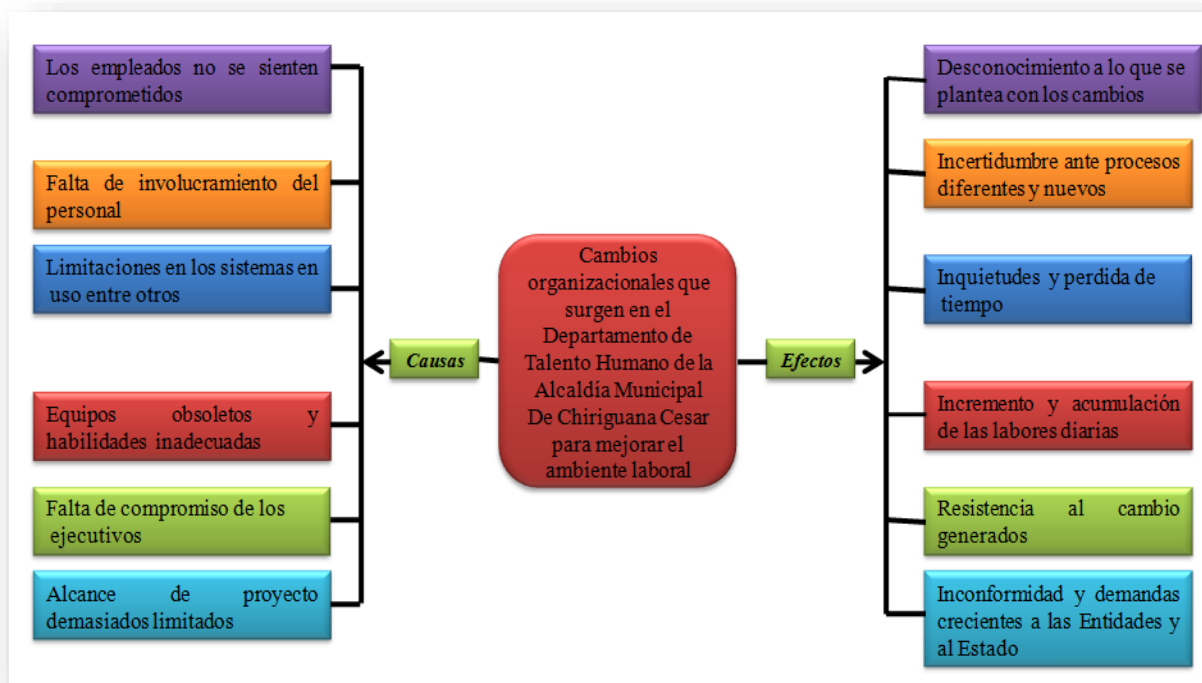 Los empleados no se sienten
comprometidos
Falta de involucramiento del
personal
Limitaciones en los sistemas en
uso entre otros
Equipos obsoletos y
habilidades inadecuadas
Falta de compromiso de los
ejecutivos
Alcance de proyecto
demasiados limitados
Causas
Cambios
organizacionales que
surgen en el
Departamento de
Talento Humano de la
Alcaldía Municipal
De Chiriguana Cesar
para mejorar el
ambiente laboral
Efectos
Desconocimiento a lo que se
plantea con los cambios
Incertidumbre ante procesos
diferentes y nuevos
Inquietudes y perdida de
tiempo
Incremento y acumulación
de las labores diarias
Resistencia al cambio
generados
Inconformidad y demandas
crecientes a las Entidades y
al Estado